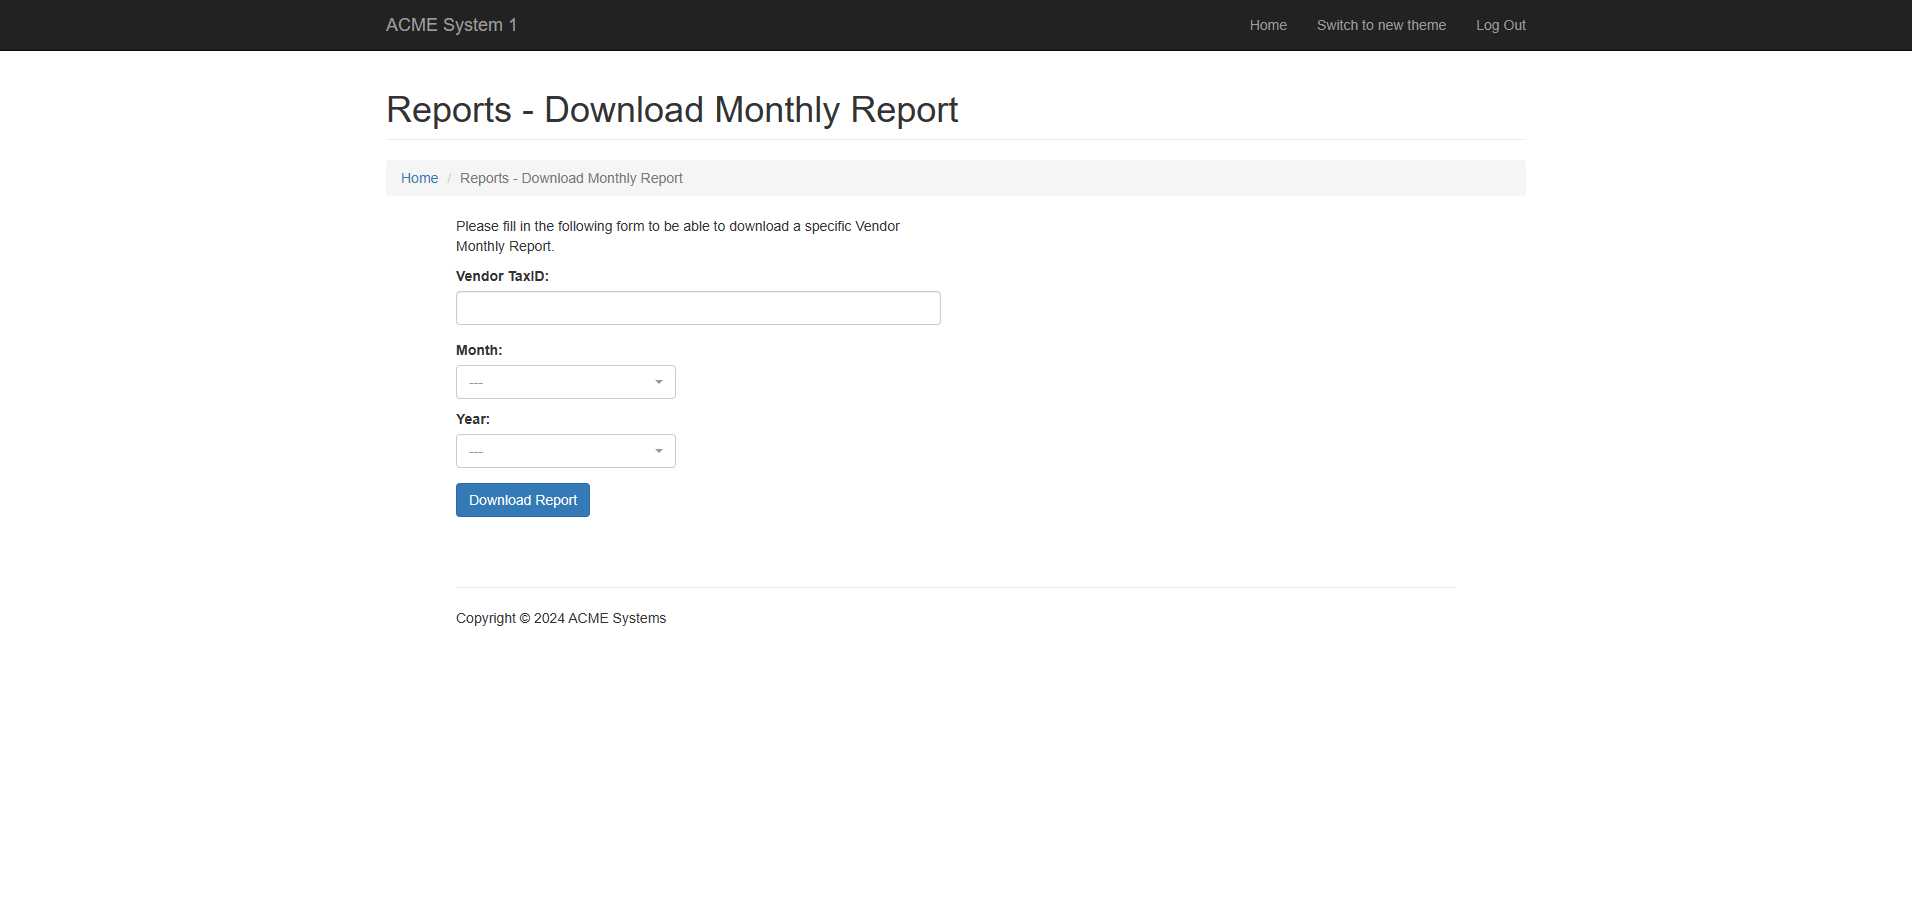 ACME System 1
Home
Switch to new theme
Log Out
Reports - Download Monthly Report
Home / Reports - Download Monthly Report
Please fill in the following form to be able to download a specific Vendor
Monthly Report.
Vendor TaxID:
Month:
---
Year:
---
Download Report
Copyright © 2024 ACME Systems